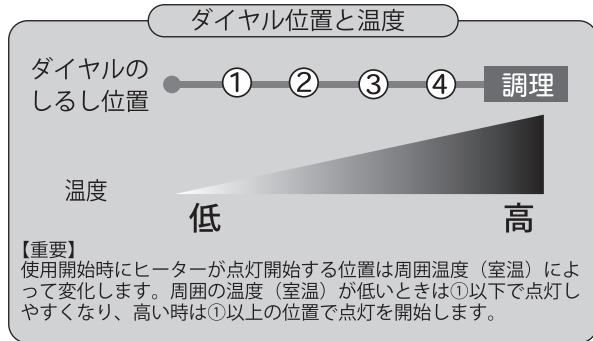 ダイヤル位置と温度
ダイヤルの
しるし位置
① ② ③ ④ 調理
温度
低 高
【重要】
使用開始時にヒーターが点灯開始する位置は周囲温度（室温）によ
って変化します。周囲の温度（室温）が低いときは①以下で点灯し
やすくなり、高い時は①以上の位置で点灯を開始します。